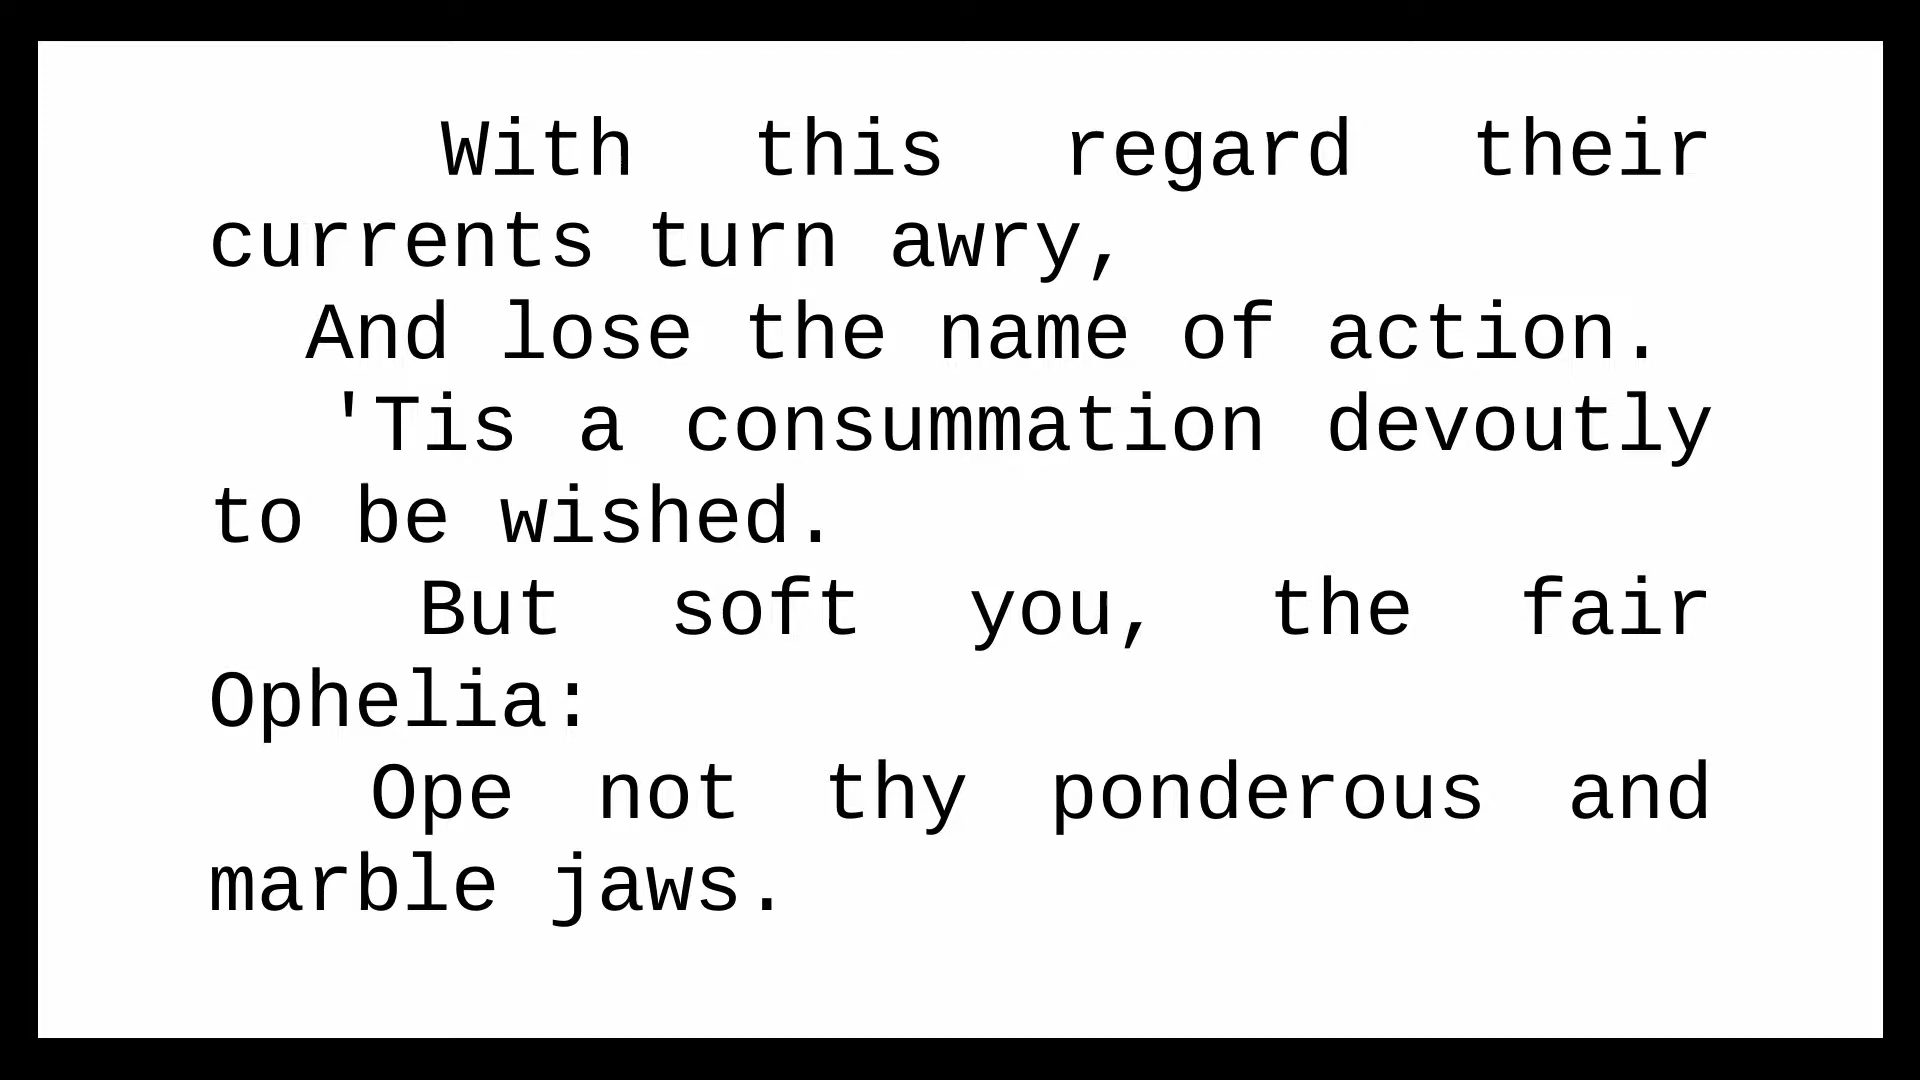 With this regard their
currents turn awry,
And lose the name of action.
'Tis a consummation devoutly
to be wished.
But soft you, the fair
Ophelia:
Ope not thy ponderous and
marble jaws.